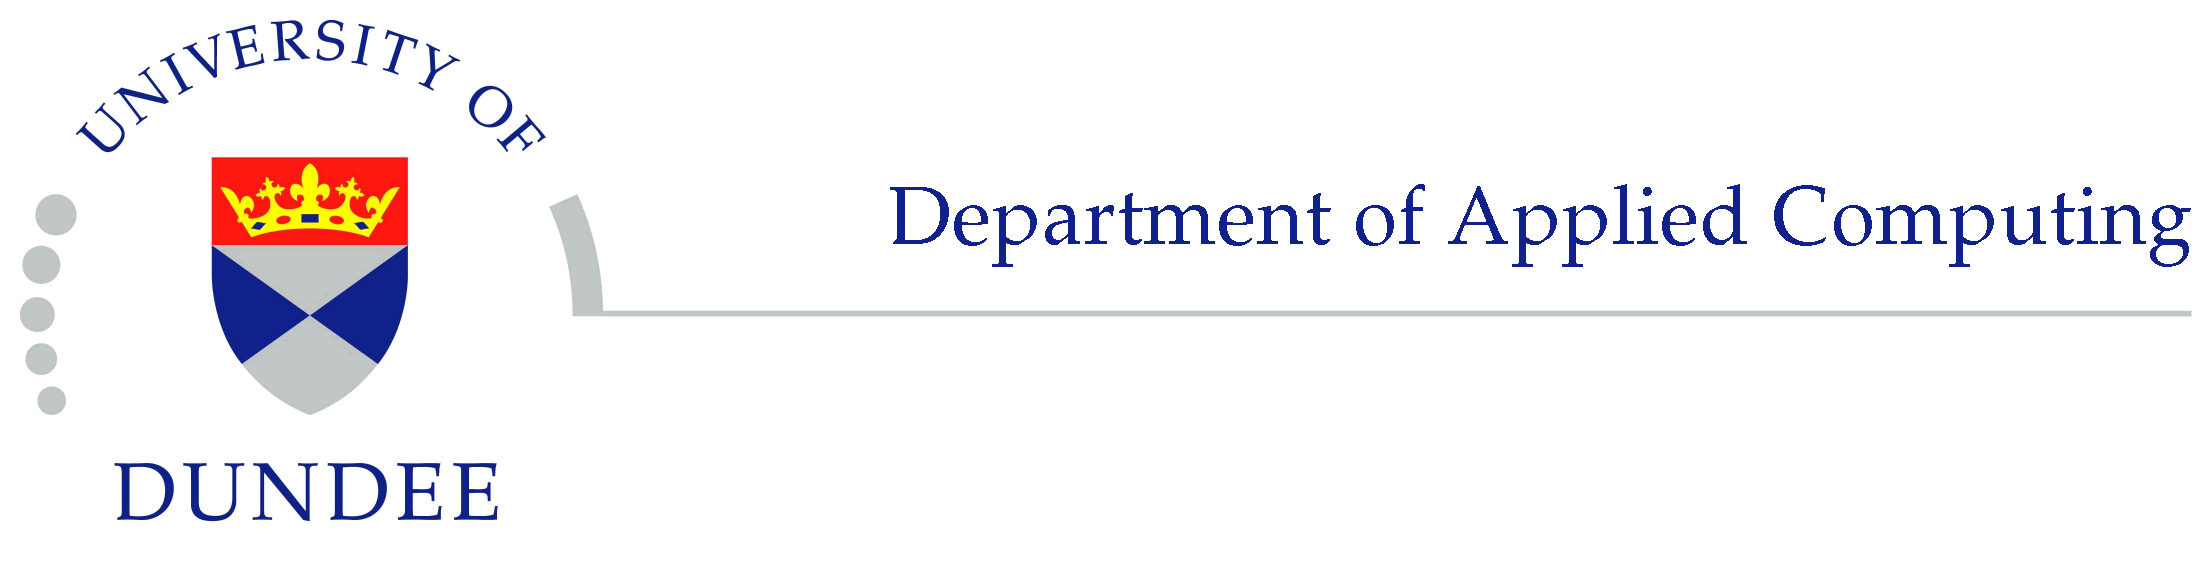 UNIVERSITY OF
DUNDEE
Department of Applied Computing